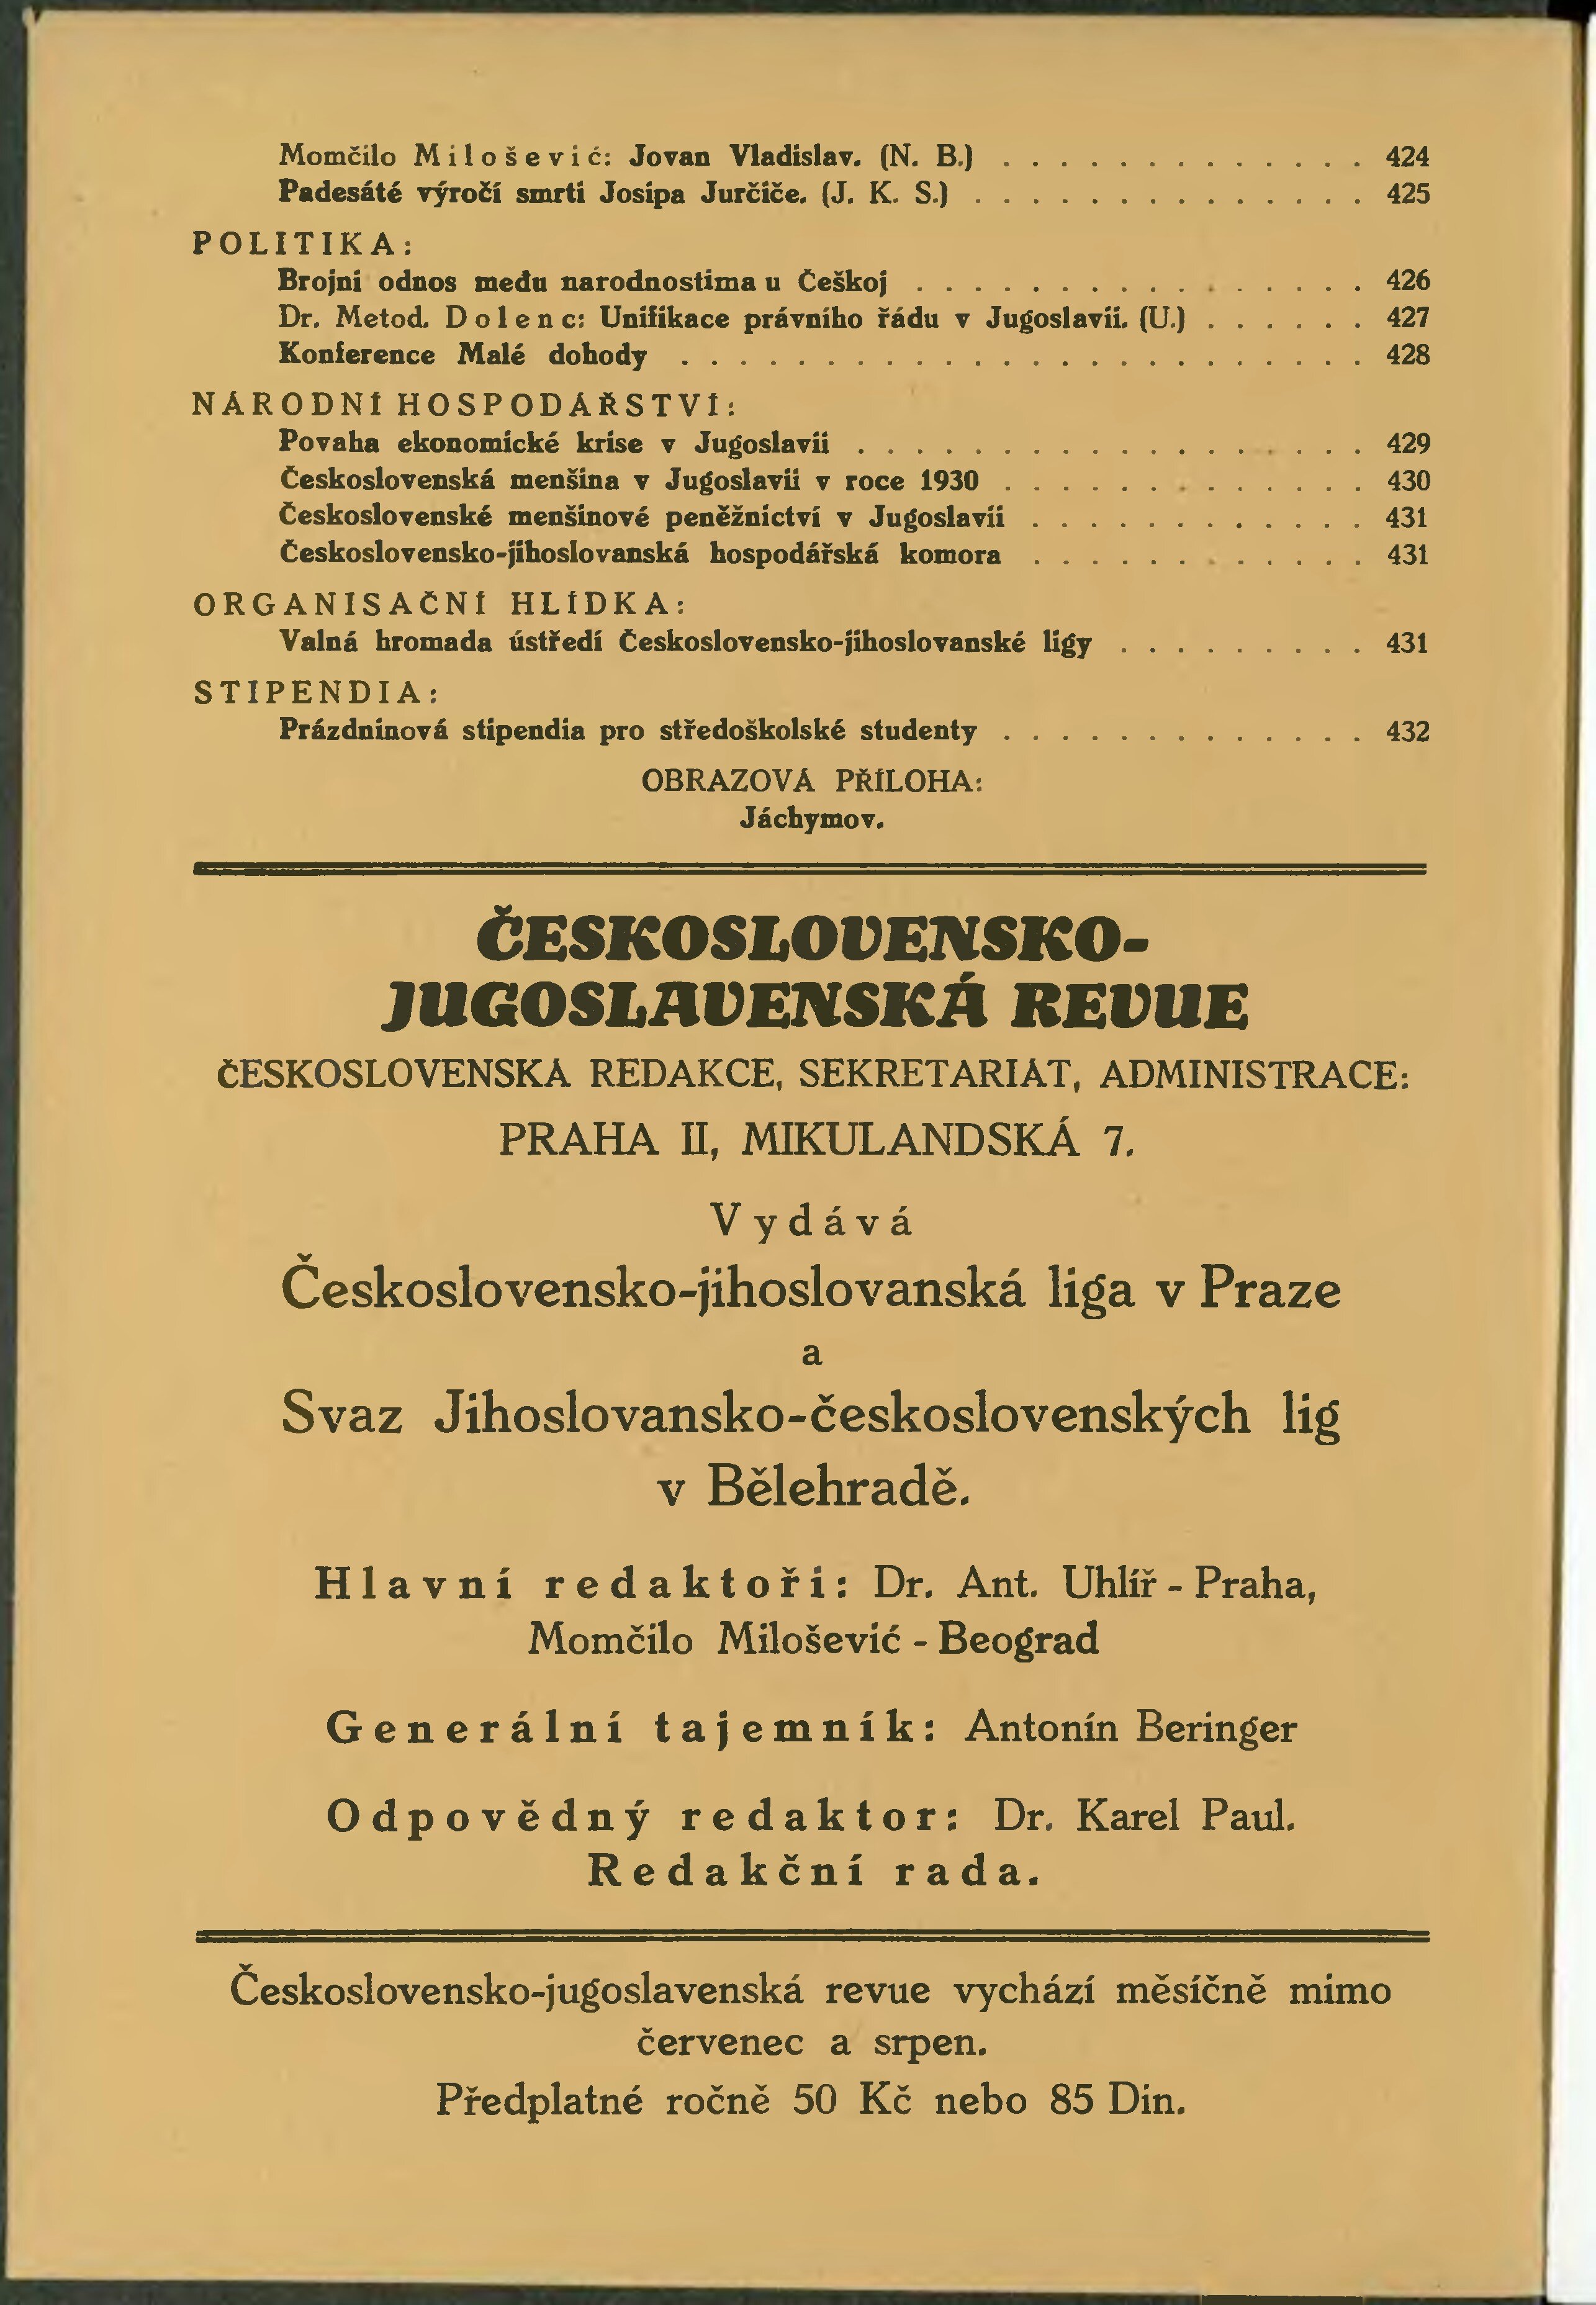 Momčilo Milošević: Jovan Vladislav. (N. B.) . . . . . . . . . . . . . 424
Padesáté výročí smrti Josipa Jurčiče. (J. K. S.) . . . . . . . . . . . . . . 425
POLITIKA:
Brojni odnos među narodnostima u Češkoj . . . . . . . . . . . . . . . . 426
Dr. Metod. Dolenc: Unifikace právního řádu v Jugoslavii. (U.) . . . . . . 427
Konference Malé dohody . . . . . . . . . . . . . . . . . . . . . . . . 428
NÁRODNÍ HOSPODÁŘSTVÍ:
Povaha ekonomické krise v Jugoslavii . . . . . . . . . . . . . . . . . . 429
Československá menšina v Jugoslavii v roce 1930 . . . . . . . . . . . . . 430
Československé menšinové peněžnictví v Jugoslavii . . . . . . . . . . . . 431
Československo-jihoslovanská hospodářská komora . . . . . . . . . . . . 431
ORGANISAČNÍ HLÍDKA:
Valná hromada ústředí Československo-jihoslovanské ligy . . . . . . . . . 431
STIPENDIA:
Prázdninová stipendia pro středoškolské studenty . . . . . . . . . . . . . 432
OBRAZOVÁ PŘÍLOHA:
Jáchymov.
ČESKOSLOVENSKO-
JUGOSLAVENSKÁ REVUE
ČESKOSLOVENSKÁ REDAKCE, SEKRETARIÁT, ADMINISTRACE:
PRAHA II, MIKULANDSKÁ 7.
Vydává
Československo-jihoslovanská liga v Praze
a
Svaz Jihoslovansko-československých lig
v Bělehradě.
Hlavní redaktoři: Dr. Ant. Uhlíř - Praha,
Momčilo Milošević - Beograd
Generální tajemník: Antonín Beringer
Odpovědný redaktor: Dr. Karel Paul.
Redakční rada.
Československo-jugoslavenská revue vychází měsíčně mimo
červenec a srpen.
Předplatné ročně 50 Kč nebo 85 Din.